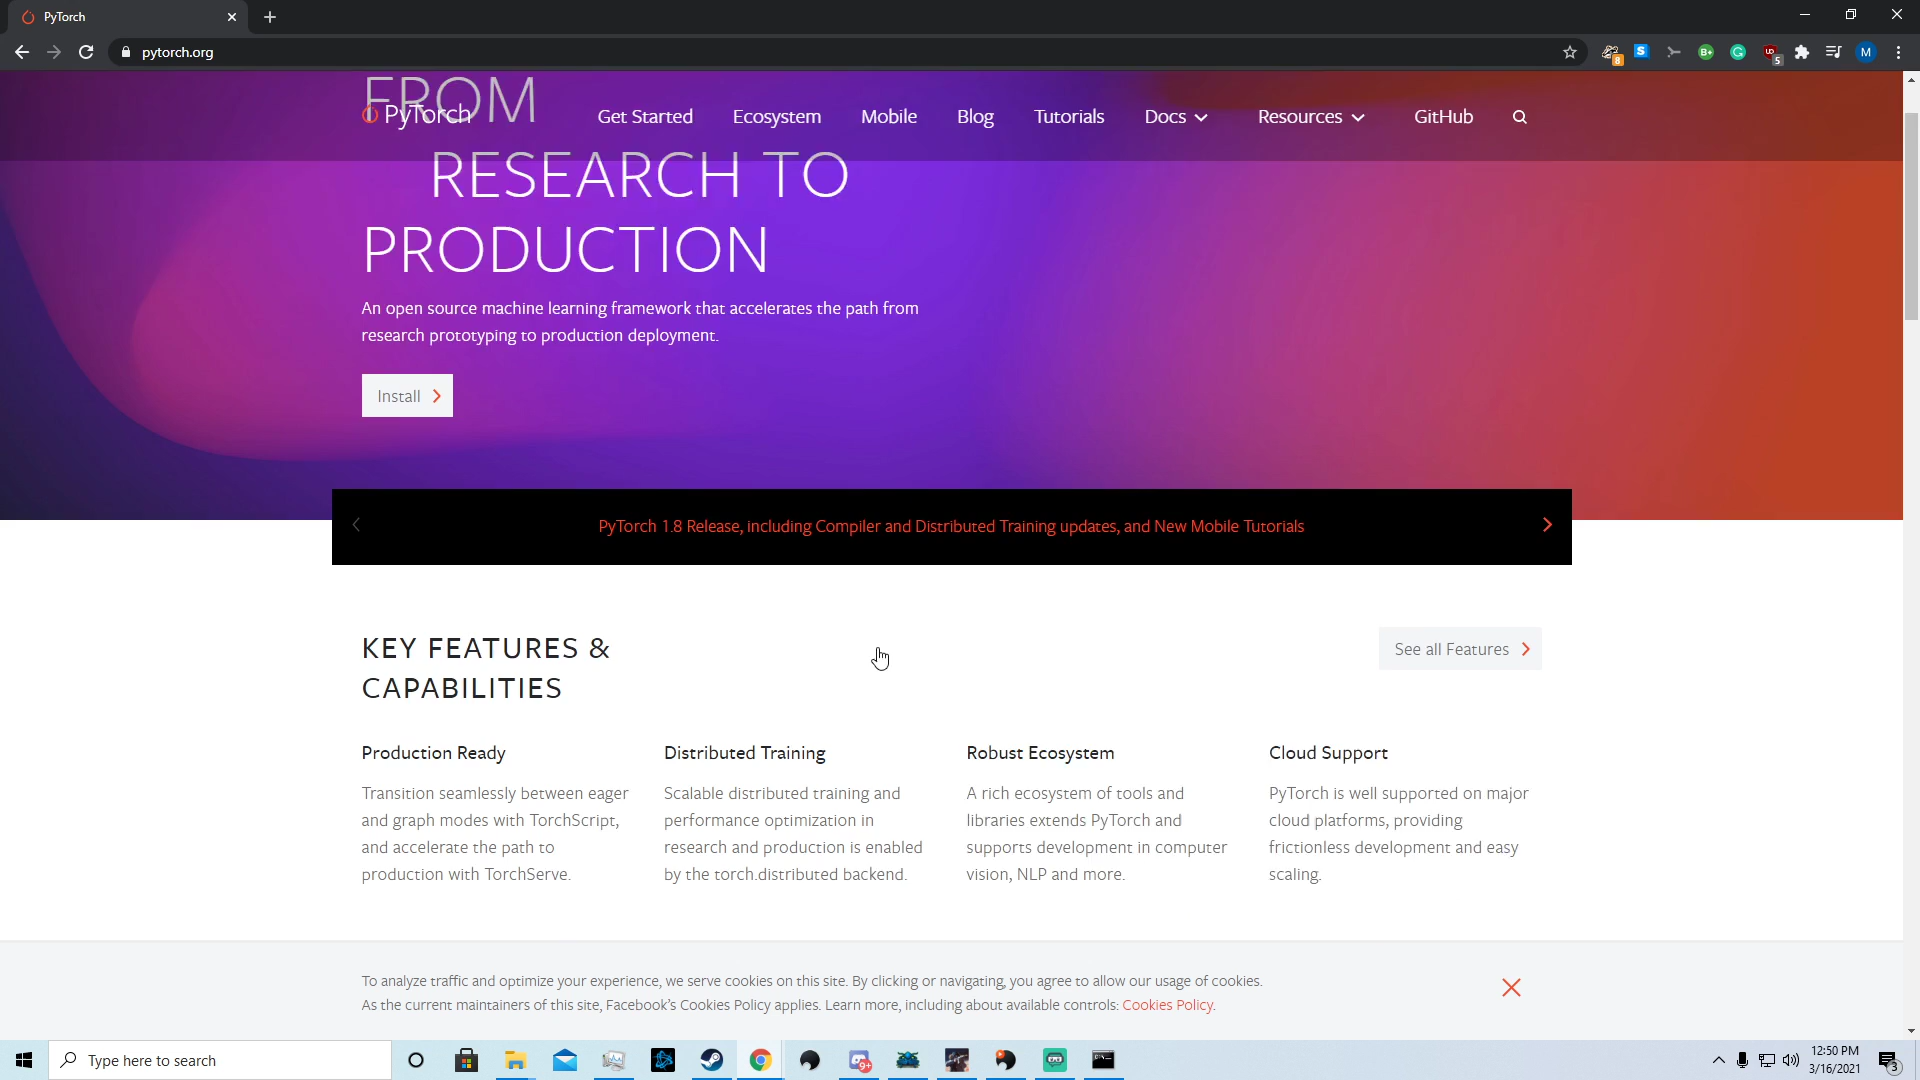 PyTorch
pytorch.org
8
S
B+
G
UD
5
M
FROM
PyTorch
Get Started
Ecosystem
Mobile
Blog
Tutorials
Docs
Resources
GitHub
RESEARCH TO
PRODUCTION
An open source machine learning framework that accelerates the path from
research prototyping to production deployment.
Install
PyTorch 1.8 Release, including Compiler and Distributed Training updates, and New Mobile Tutorials
KEY FEATURES &
CAPABILITIES
See all Features
Production Ready
Transition seamlessly between eager
and graph modes with TorchScript,
and accelerate the path to
production with TorchServe.
Distributed Training
Scalable distributed training and
performance optimization in
research and production is enabled
by the torch.distributed backend.
Robust Ecosystem
A rich ecosystem of tools and
libraries extends PyTorch and
supports development in computer
vision, NLP and more.
Cloud Support
PyTorch is well supported on major
cloud platforms, providing
frictionless development and easy
scaling.
To analyze traffic and optimize your experience, we serve cookies on this site. By clicking or navigating, you agree to allow our usage of cookies.
As the current maintainers of this site, Facebook's Cookies Policy applies. Learn more, including about available controls: Cookies Policy.
Type here to search
9+
12:50 PM
3/16/2021
3